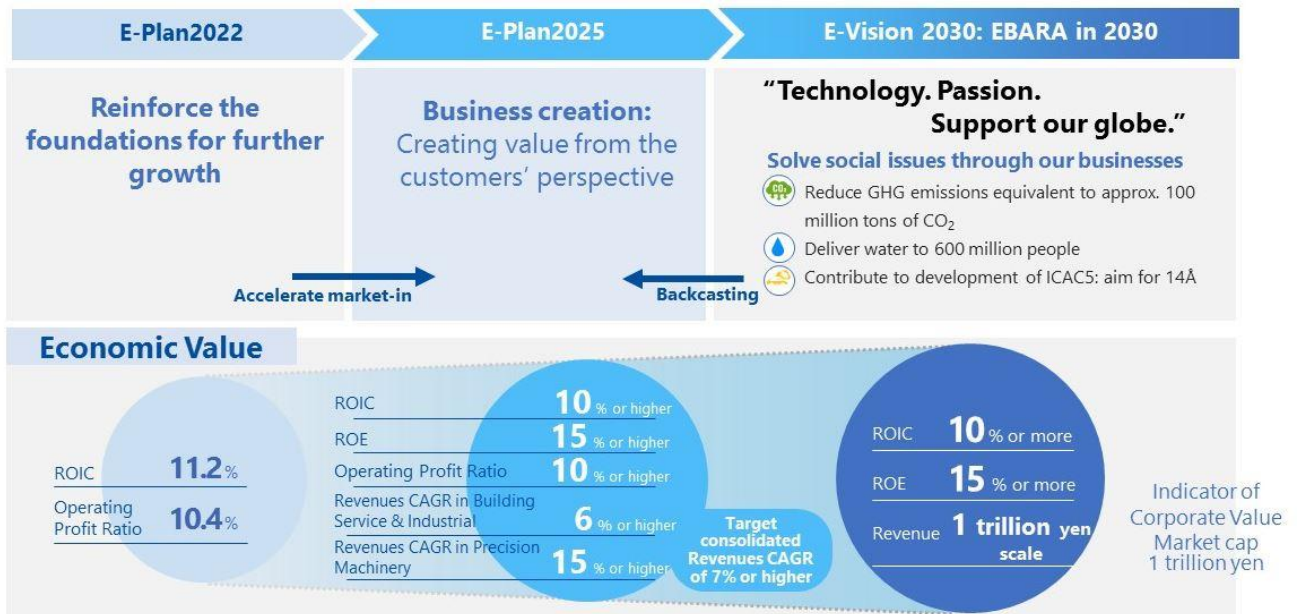 E-Plan2022
E-Plan2025
E-Vision 2030: EBARA in 2030
Reinforce the
foundations for further
growth
Business creation:
Creating value from the
customers' perspective
“Technology. Passion.
Support our globe.”
Solve social issues through our businesses
CO₂
Reduce GHG emissions equivalent to approx. 100
million tons of CO₂
Deliver water to 600 million people
Contribute to development of ICAC5: aim for 14Å
Accelerate market-in
Backcasting
Economic Value
ROIC 11.2%
Operating
Profit Ratio 10.4%
ROIC 10 % or higher
ROE 15 % or higher
Operating Profit Ratio 10 % or higher
Revenues CAGR in Building
Service & Industrial 6 % or higher
Revenues CAGR in Precision
Machinery 15 % or higher
Target
consolidated
Revenues CAGR
of 7% or higher
ROIC 10 % or more
ROE 15 % or more
Revenue 1 trillion yen
scale
Indicator of
Corporate Value
Market cap
1 trillion yen